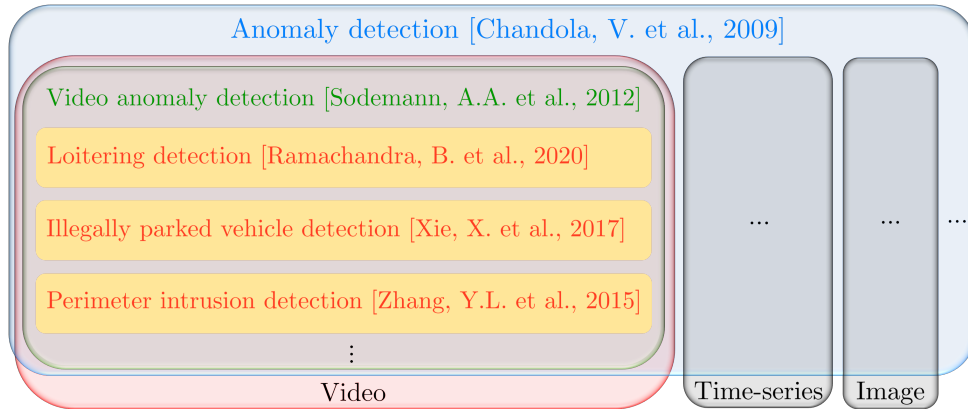 Anomaly detection [Chandola, V. et al., 2009]
Video anomaly detection [Sodemann, A.A. et al., 2012]
Loitering detection [Ramachandra, B. et al., 2020]
Illegally parked vehicle detection [Xie, X. et al., 2017]
Perimeter intrusion detection [Zhang, Y.L. et al., 2015]
⋮
...
...
...
Video
Time-series
Image